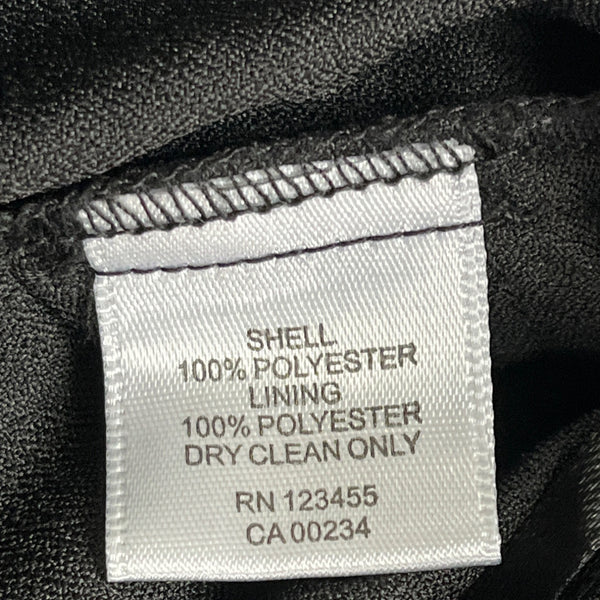 SHELL
100% POLYESTER
LINING
100% POLYESTER
DRY CLEAN ONLY
RN 123455
CA 00234